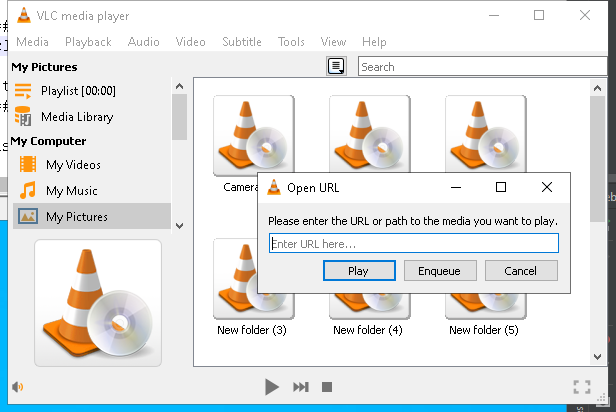 VLC media player
Media Playback Audio Video Subtitle Tools View Help
My Pictures
Search
Playlist [00:00]
Media Library
My Computer
My Videos
My Music
My Pictures
Camera
Open URL
Please enter the URL or path to the media you want to play.
Enter URL here...
Play Enqueue Cancel
New folder (3) New folder (4) New folder (5)